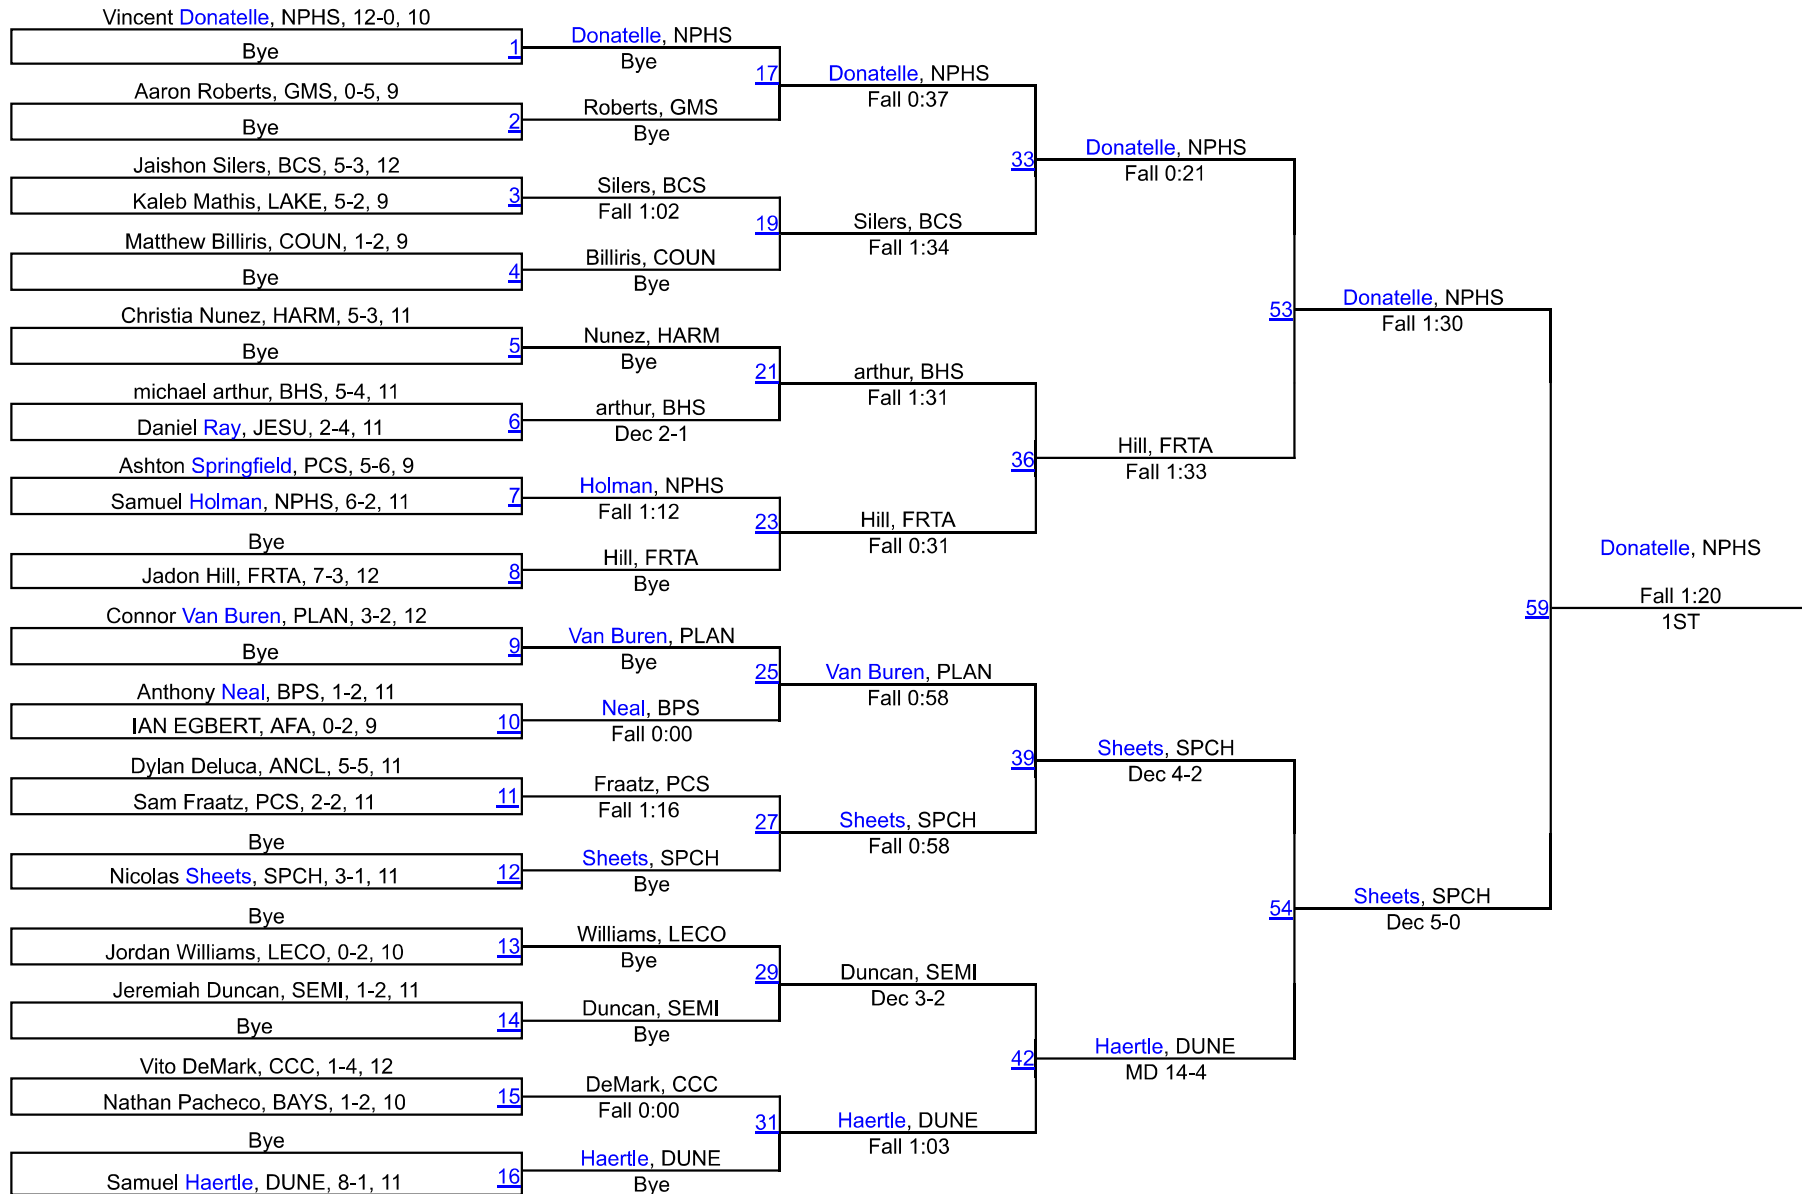 Vincent Donatelle, NPHS, 12-0, 10
Bye
1
Aaron Roberts, GMS, 0-5, 9
Bye
2
Jaishon Silers, BCS, 5-3, 12
Kaleb Mathis, LAKE, 5-2, 9
3
Matthew Billiris, COUN, 1-2, 9
Bye
4
Christia Nunez, HARM, 5-3, 11
Bye
5
michael arthur, BHS, 5-4, 11
Daniel Ray, JESU, 2-4, 11
6
Ashton Springfield, PCS, 5-6, 9
Samuel Holman, NPHS, 6-2, 11
7
Bye
Jadon Hill, FRTA, 7-3, 12
8
Connor Van Buren, PLAN, 3-2, 12
Bye
9
Anthony Neal, BPS, 1-2, 11
IAN EGBERT, AFA, 0-2, 9
10
Dylan Deluca, ANCL, 5-5, 11
Sam Fraatz, PCS, 2-2, 11
11
Bye
Nicolas Sheets, SPCH, 3-1, 11
12
Bye
Jordan Williams, LECO, 0-2, 10
13
Jeremiah Duncan, SEMI, 1-2, 11
Bye
14
Vito DeMark, CCC, 1-4, 12
Nathan Pacheco, BAYS, 1-2, 10
15
Bye
Samuel Haertle, DUNE, 8-1, 11
16
Donatelle, NPHS
Bye
17
Roberts, GMS
Bye
Silers, BCS
Fall 1:02
19
Billiris, COUN
Bye
Nunez, HARM
Bye
21
arthur, BHS
Dec 2-1
Holman, NPHS
Fall 1:12
23
Hill, FRTA
Bye
Van Buren, PLAN
Bye
25
Neal, BPS
Fall 0:00
Fraatz, PCS
Fall 1:16
27
Sheets, SPCH
Bye
Williams, LECO
Bye
29
Duncan, SEMI
Bye
DeMark, CCC
Fall 0:00
31
Haertle, DUNE
Bye
Donatelle, NPHS
Fall 0:37
33
Silers, BCS
Fall 1:34
arthur, BHS
Fall 1:31
36
Hill, FRTA
Fall 0:31
Van Buren, PLAN
Fall 0:58
39
Sheets, SPCH
Fall 0:58
Duncan, SEMI
Dec 3-2
42
Haertle, DUNE
Fall 1:03
Donatelle, NPHS
Fall 0:21
53
Hill, FRTA
Fall 1:33
Sheets, SPCH
Dec 4-2
54
Haertle, DUNE
MD 14-4
Donatelle, NPHS
Fall 1:30
59
Sheets, SPCH
Dec 5-0
Donatelle, NPHS
Fall 1:20
1ST